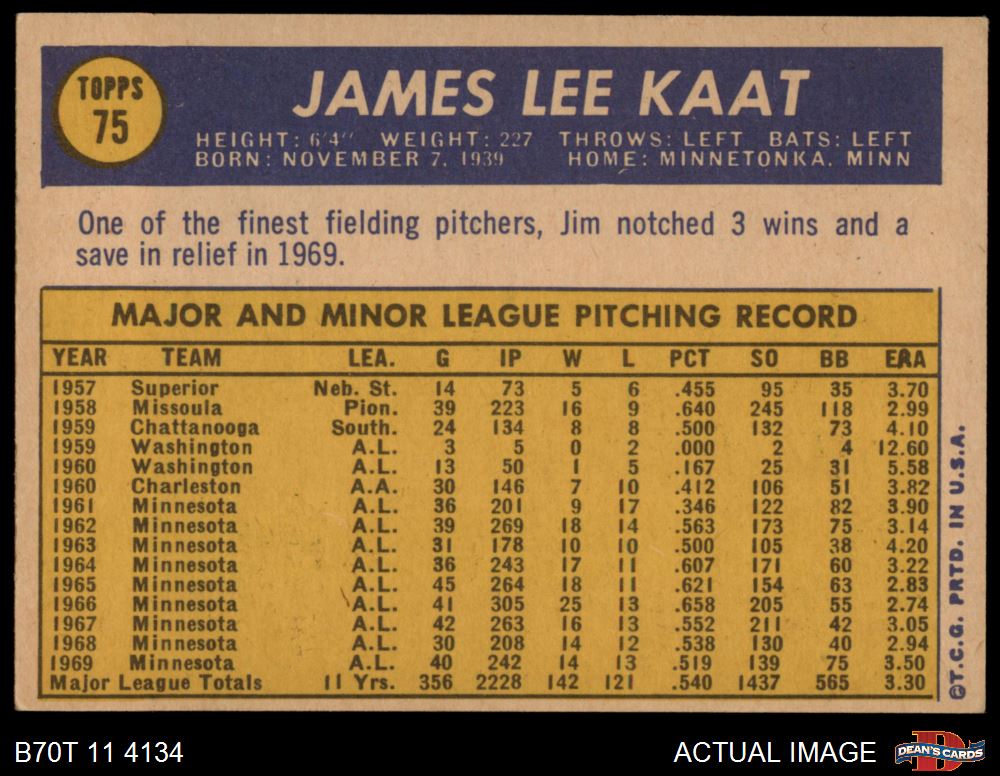 TOPPS
75
JAMES LEE KAAT
HEIGHT: 6'4" WEIGHT: 227 THROWS: LEFT BATS: LEFT
BORN: NOVEMBER 7, 1939 HOME: MINNETONKA, MINN
One of the finest fielding pitchers, Jim notched 3 wins and a
save in relief in 1969.
MAJOR AND MINOR LEAGUE PITCHING RECORD
YEAR TEAM LEA. G IP W L PCT SO BB ERA
1957 Superior Neb. St. 14 73 5 6 .455 95 35 3.70
1958 Missoula Pion. 39 223 16 9 .640 245 118 2.99
1959 Chattanooga South. 24 134 8 8 .500 132 73 4.10
1959 Washington A.L. 3 5 0 2 .000 2 4 12.60
1960 Washington A.L. 13 50 1 5 .167 25 31 5.58
1960 Charleston A.A. 30 146 7 10 .412 106 51 3.82
1961 Minnesota A.L. 36 201 9 17 .346 122 82 3.90
1962 Minnesota A.L. 39 269 18 14 .563 173 75 3.14
1963 Minnesota A.L. 31 178 10 10 .500 105 38 4.20
1964 Minnesota A.L. 36 243 17 11 .607 171 60 3.22
1965 Minnesota A.L. 45 264 18 11 .621 154 63 2.83
1966 Minnesota A.L. 41 305 25 13 .658 205 55 2.74
1967 Minnesota A.L. 42 263 16 13 .552 211 42 3.05
1968 Minnesota A.L. 30 208 14 12 .538 130 40 2.94
1969 Minnesota A.L. 40 242 14 13 .519 139 75 3.50
Major League Totals 11 Yrs. 356 2228 142 121 .540 1437 565 3.30
©T.C.G. PRTD. IN U.S.A.
B70T 11 4134
ACTUAL IMAGE
DEAN'S CARDS